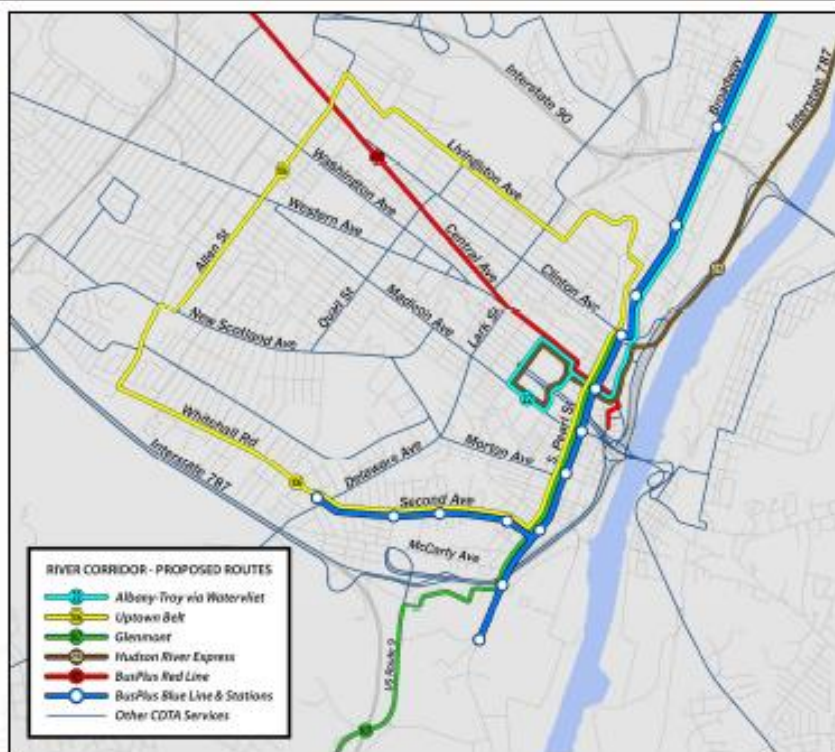 Broadway
Interstate 787
Interstate 90
Livingston Ave
Washington Ave
Western Ave
Allen St
Central Ave
Clinton Ave
Quail St
Madison Ave
Lark St
New Scotland Ave
S. Pearl St
Morton Ave
Whitehall Rd
Delaware Ave
Interstate 787
Second Ave
McCarty Ave
US Route 9
RIVER CORRIDOR - PROPOSED ROUTES
Albany-Troy via Watervliet
Uptown Belt
Glenmont
Hudson River Express
BusPlus Red Line
BusPlus Blue Line & Stations
Other CDTA Services